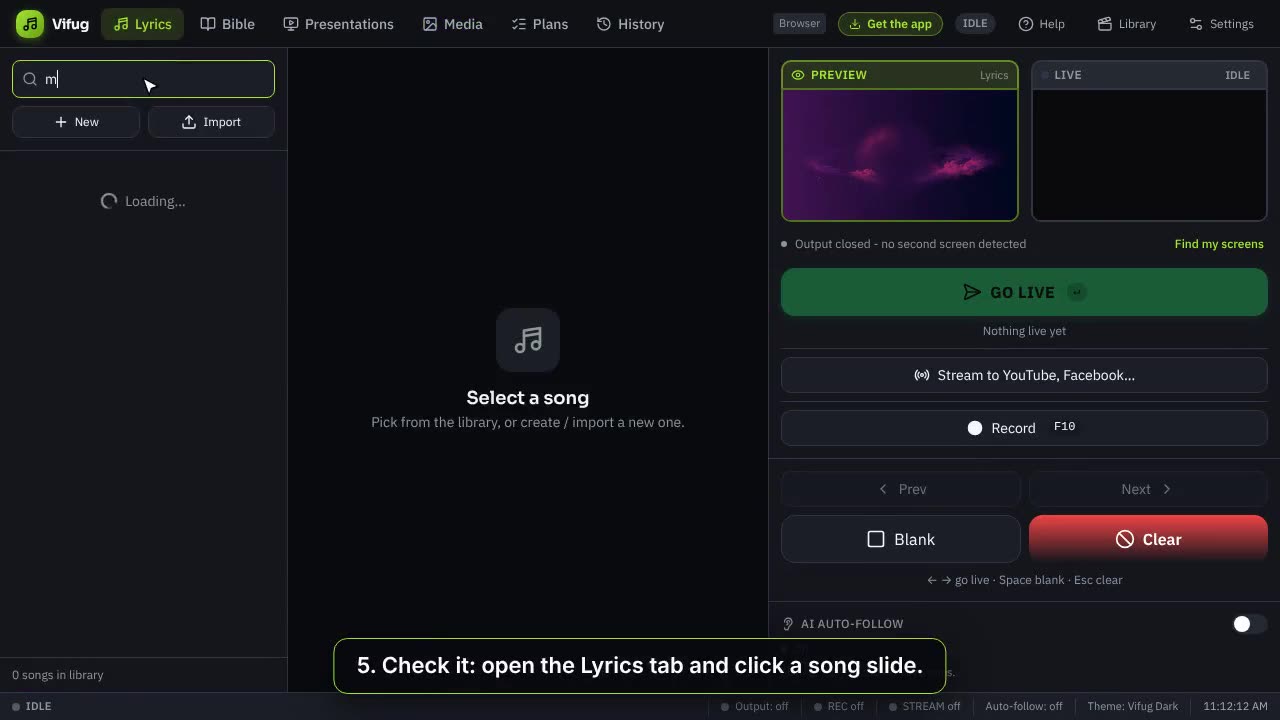 Vifug Lyrics Bible Presentations Media Plans History Browser Get the app IDLE Help Library Settings
m
New Import
Loading...
0 songs in library
Select a song
Pick from the library, or create / import a new one.
PREVIEW Lyrics
LIVE IDLE
Output closed - no second screen detected Find my screens
GO LIVE
Nothing live yet
Stream to YouTube, Facebook...
Record F10
Prev Next
Blank Clear
← → go live · Space blank · Esc clear
AI AUTO-FOLLOW
5. Check it: open the Lyrics tab and click a song slide.
IDLE Output: off REC off STREAM off Auto-follow: off Theme: Vifug Dark 11:12:12 AM